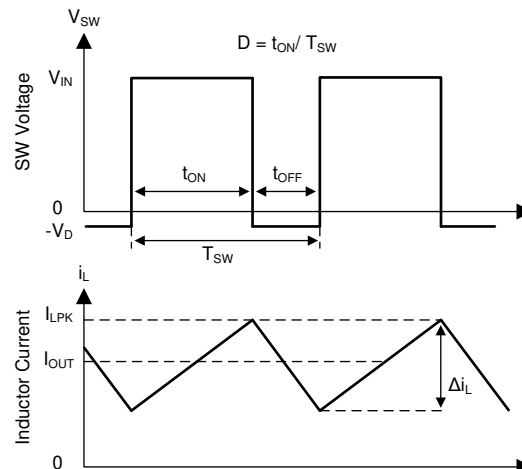 V_SW
D = t_ON/ T_SW
V_IN
SW Voltage
t_ON
t_OFF
0
-V_D
T_SW
i_L
I_LPK
I_OUT
Inductor Current
Δi_L
0